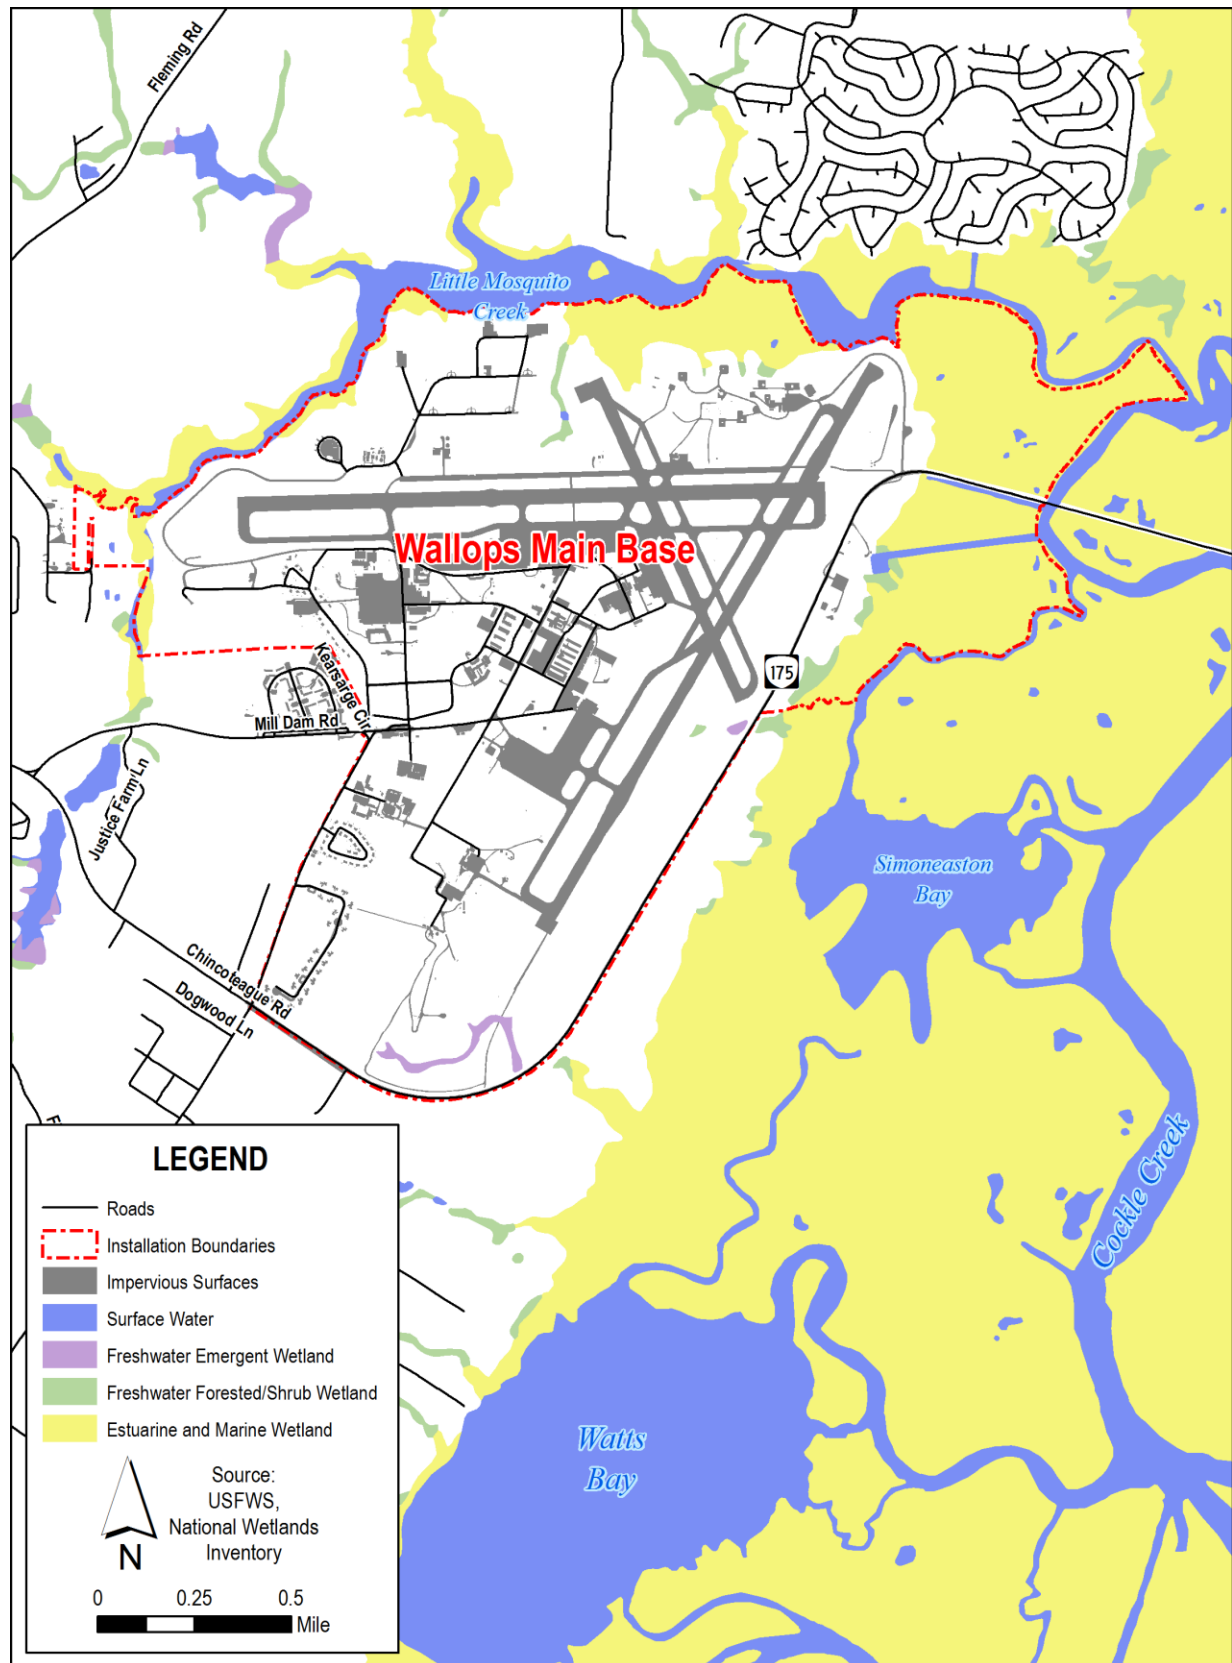 Fleming Rd
Little Mosquito
Creek
Wallops Main Base
175
Kearsarge Cir
Mill Dam Rd
Justice Farm Ln
Simoneaston
Bay
Chincoteague Rd
Dogwood Ln
Cockle Creek
Watts
Bay
LEGEND
Roads
Installation Boundaries
Impervious Surfaces
Surface Water
Freshwater Emergent Wetland
Freshwater Forested/Shrub Wetland
Estuarine and Marine Wetland
N
Source:
USFWS,
National Wetlands
Inventory
0 0.25 0.5
Mile